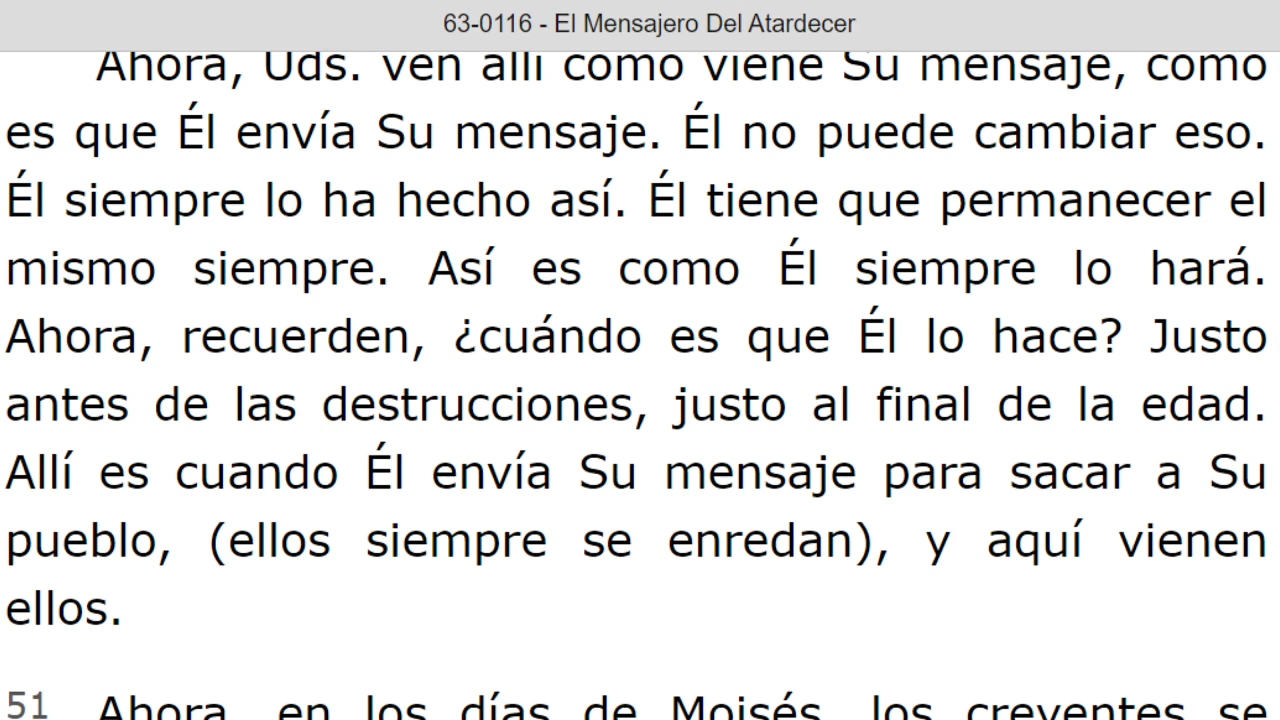 63-0116 - El Mensajero Del Atardecer
Ahora, Uds. ven allí cómo viene Su mensaje, cómo
es que Él envía Su mensaje. Él no puede cambiar eso.
Él siempre lo ha hecho así. Él tiene que permanecer el
mismo siempre. Así es como Él siempre lo hará.
Ahora, recuerden, ¿cuándo es que Él lo hace? Justo
antes de las destrucciones, justo al final de la edad.
Allí es cuando Él envía Su mensaje para sacar a Su
pueblo, (ellos siempre se enredan), y aquí vienen
ellos.
51 Ahora, en los días de Moisés, los creyentes se